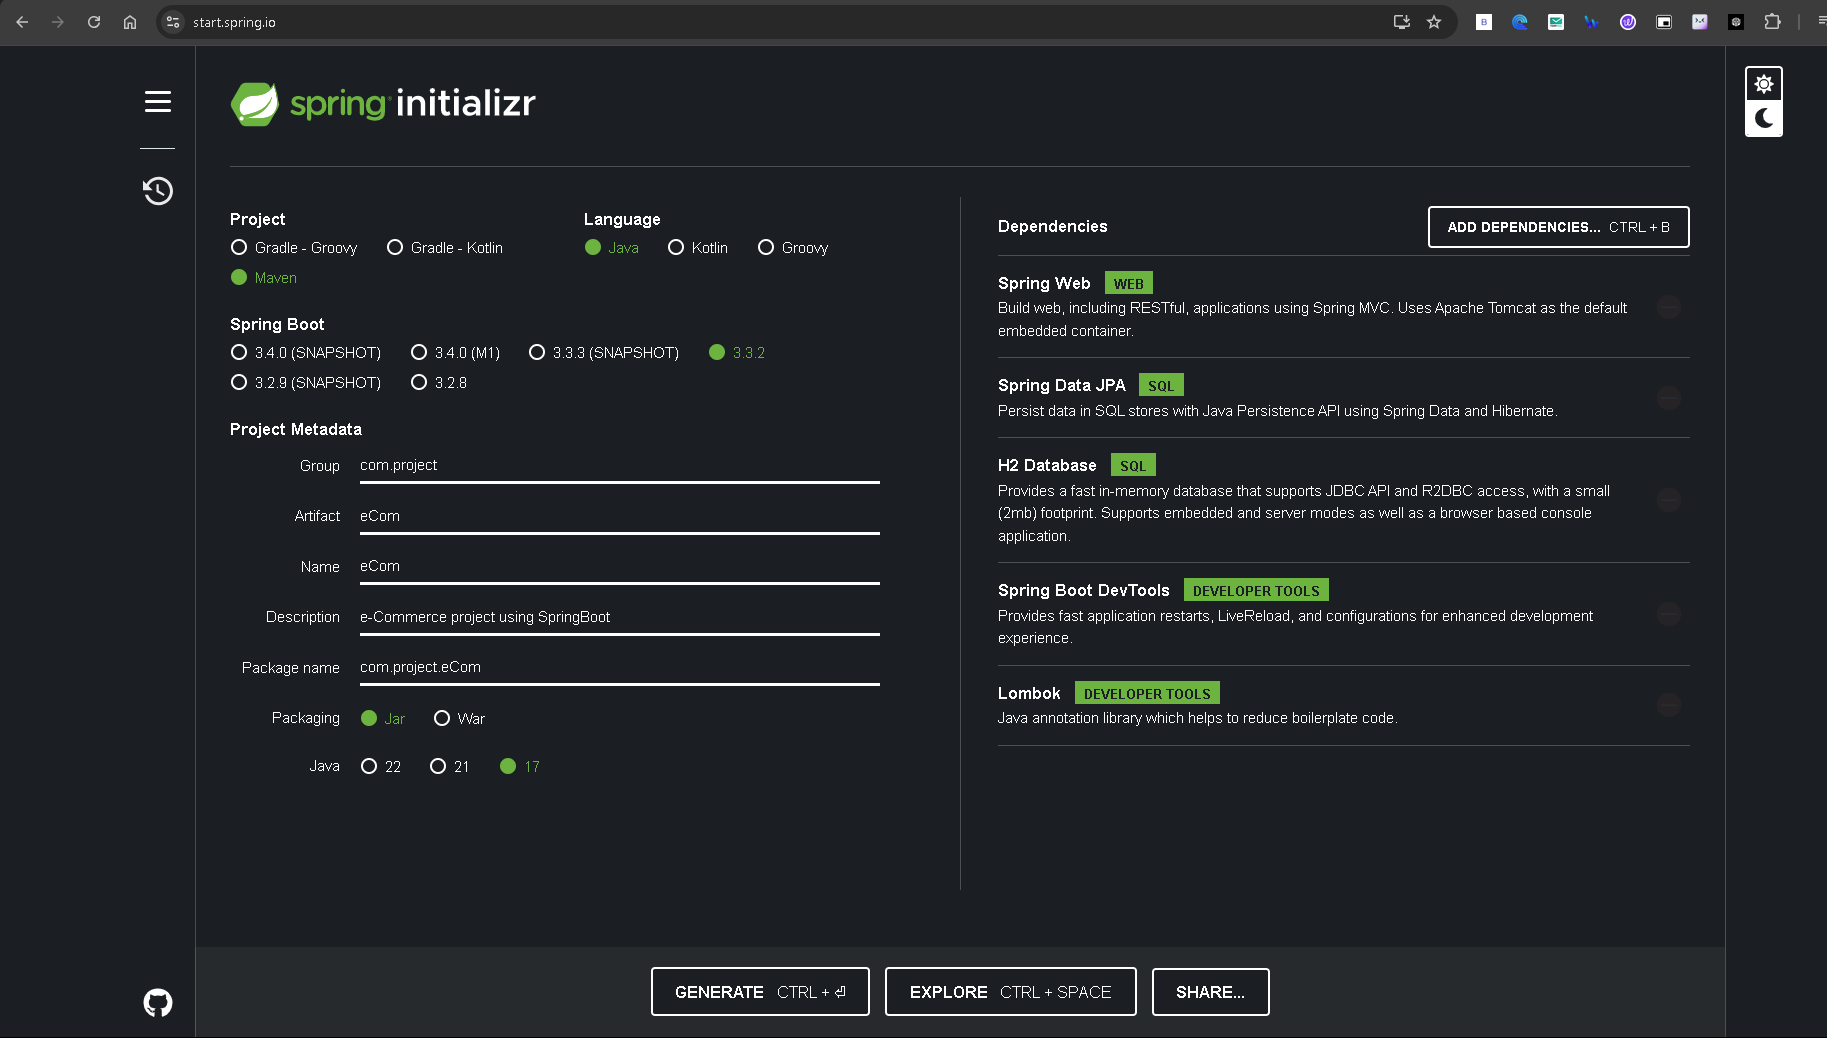 start.spring.io
spring initializr
Project
Gradle - Groovy Gradle - Kotlin
Maven
Language
Java Kotlin Groovy
Spring Boot
3.4.0 (SNAPSHOT) 3.4.0 (M1) 3.3.3 (SNAPSHOT) 3.3.2
3.2.9 (SNAPSHOT) 3.2.8
Project Metadata
Group com.project
Artifact eCom
Name eCom
Description e-Commerce project using SpringBoot
Package name com.project.eCom
Packaging Jar War
Java 22 21 17
Dependencies
ADD DEPENDENCIES... CTRL + B
Spring Web WEB
Build web, including RESTful, applications using Spring MVC. Uses Apache Tomcat as the default
embedded container.
Spring Data JPA SQL
Persist data in SQL stores with Java Persistence API using Spring Data and Hibernate.
H2 Database SQL
Provides a fast in-memory database that supports JDBC API and R2DBC access, with a small
(2mb) footprint. Supports embedded and server modes as well as a browser based console
application.
Spring Boot DevTools DEVELOPER TOOLS
Provides fast application restarts, LiveReload, and configurations for enhanced development
experience.
Lombok DEVELOPER TOOLS
Java annotation library which helps to reduce boilerplate code.
GENERATE CTRL + ⏎
EXPLORE CTRL + SPACE
SHARE...